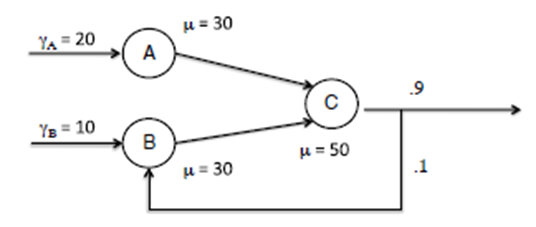 μ = 30
γA = 20
A
.9
C
γB = 10
B
μ = 50
μ = 30
.1